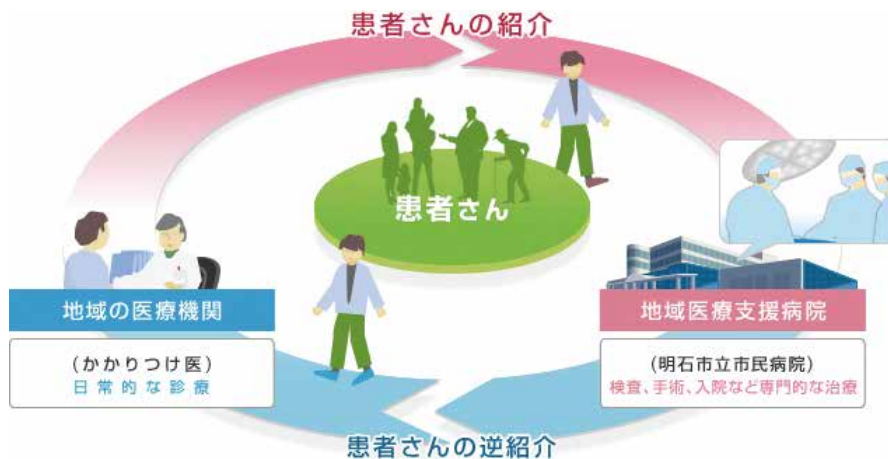 患者さんの紹介
患者さん
地域の医療機関
(かかりつけ医)
日常的な診療
地域医療支援病院
(明石市立市民病院)
検査、手術、入院など専門的な治療
患者さんの逆紹介